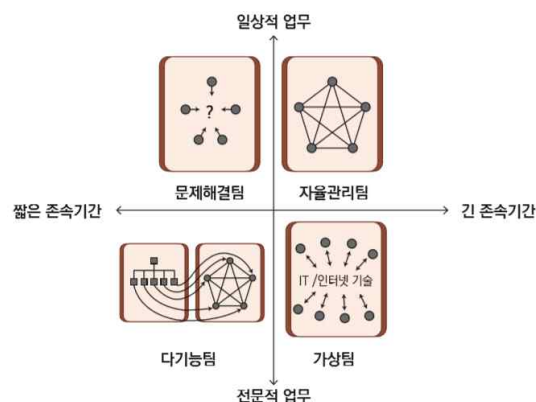 일상적 업무
?
문제해결팀
자율관리팀
짧은 존속기간
긴 존속기간
IT /인터넷 기술
다기능팀
가상팀
전문적 업무